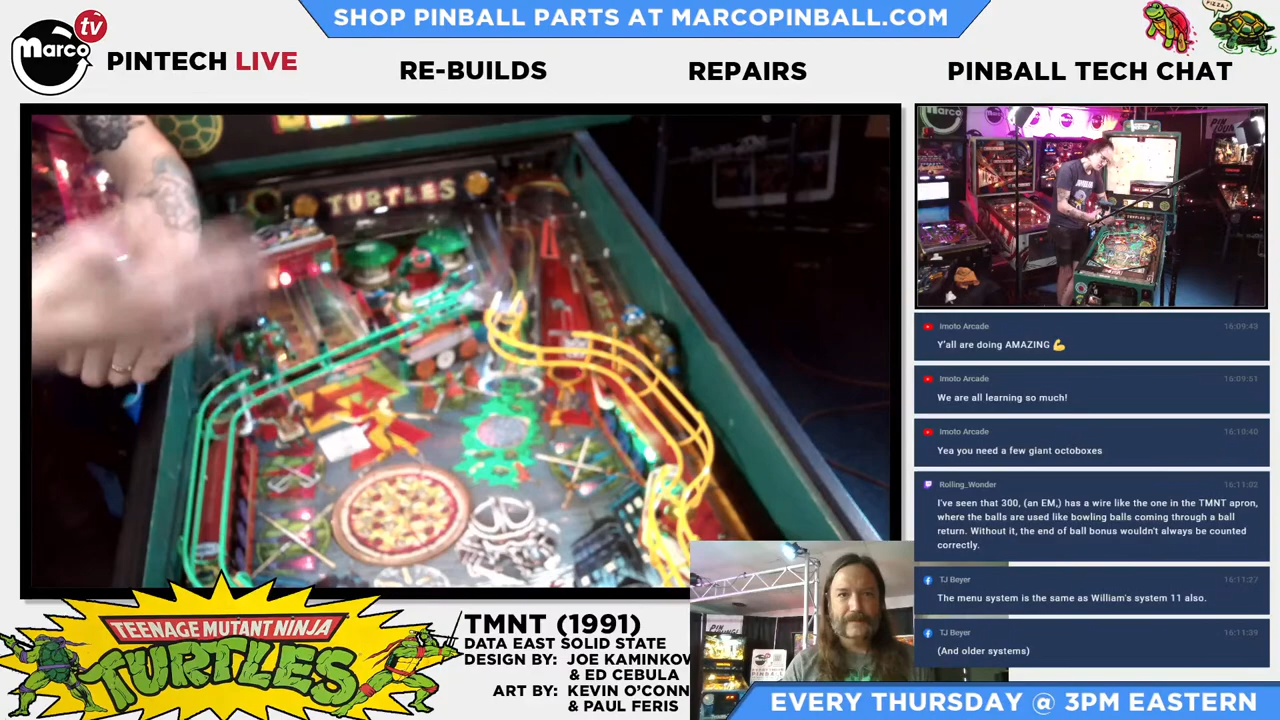 SHOP PINBALL PARTS AT MARCOPINBALL.COM
Marco tv
PINTECH LIVE
RE-BUILDS
REPAIRS
PINBALL TECH CHAT
PIZZA!
TURTLES
Imoto Arcade 16:09:43
Y'all are doing AMAZING 💪
Imoto Arcade 16:09:51
We are all learning so much!
Imoto Arcade 16:10:40
Yea you need a few giant octoboxes
Rolling_Wonder 16:11:02
I've seen that 300, (an EM,) has a wire like the one in the TMNT apron,
where the balls are used like bowling balls coming through a ball
return. Without it, the end of ball bonus wouldn't always be counted
correctly.
TJ Beyer 16:11:27
The menu system is the same as William's system 11 also.
TJ Beyer 16:11:39
(And older systems)
TEENAGE MUTANT NINJA
TURTLES
TMNT (1991)
DATA EAST SOLID STATE
DESIGN BY: JOE KAMINKOW
& ED CEBULA
ART BY: KEVIN O'CONN
& PAUL FERIS
EVERY THURSDAY @ 3PM EASTERN